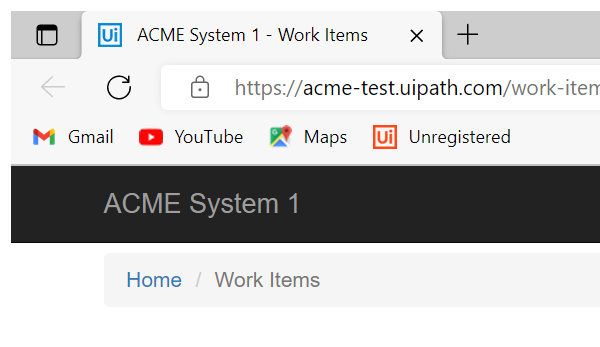 Ui ACME System 1 - Work Items
https://acme-test.uipath.com/work-item
Gmail YouTube Maps Ui Unregistered
ACME System 1
Home / Work Items